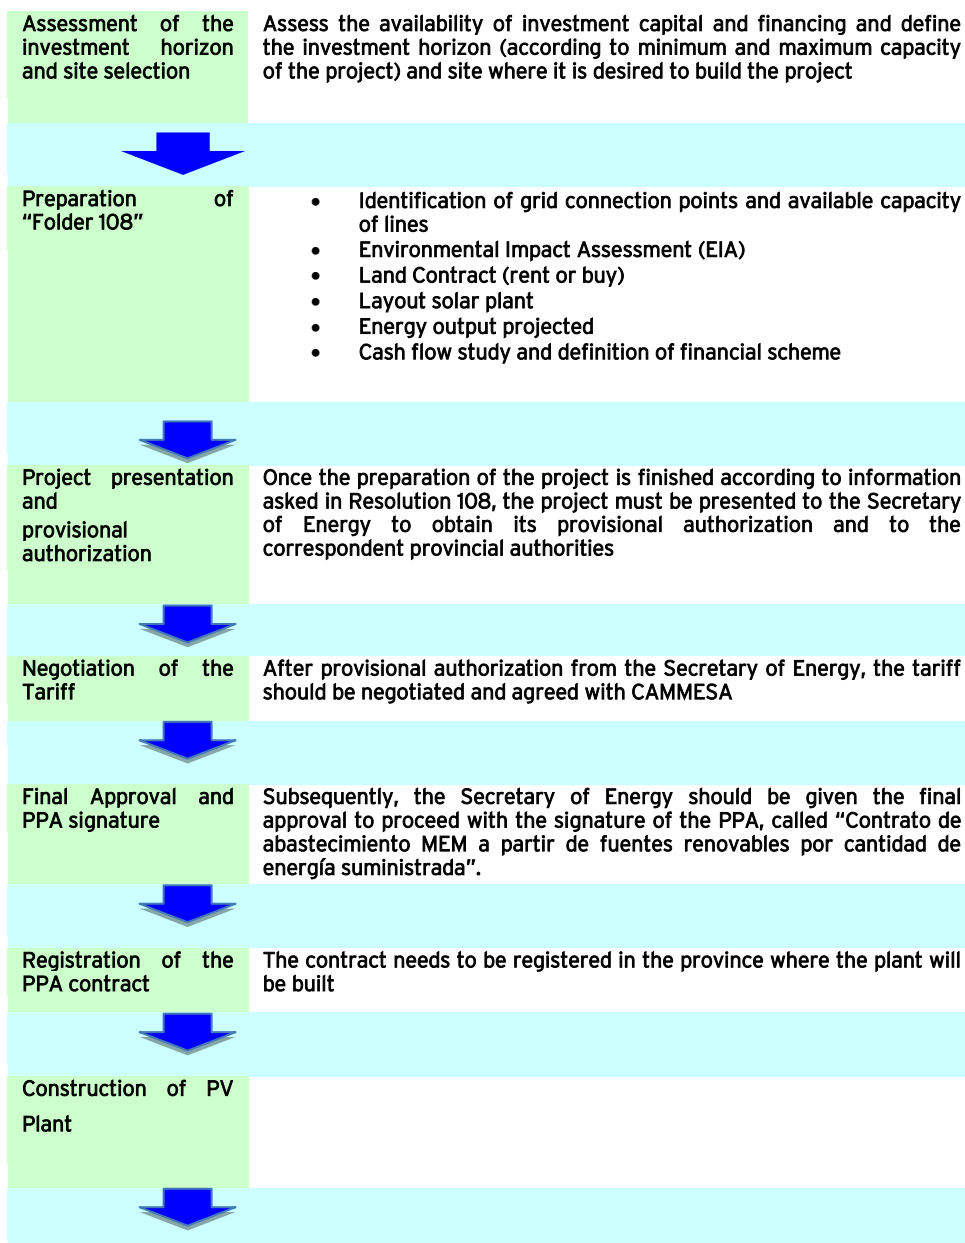 Assessment of the
investment horizon
and site selection
Assess the availability of investment capital and financing and define
the investment horizon (according to minimum and maximum capacity
of the project) and site where it is desired to build the project
Preparation of
“Folder 108”
• Identification of grid connection points and available capacity
of lines
• Environmental Impact Assessment (EIA)
• Land Contract (rent or buy)
• Layout solar plant
• Energy output projected
• Cash flow study and definition of financial scheme
Project presentation
and
provisional
authorization
Once the preparation of the project is finished according to information
asked in Resolution 108, the project must be presented to the Secretary
of Energy to obtain its provisional authorization and to the
correspondent provincial authorities
Negotiation of the
Tariff
After provisional authorization from the Secretary of Energy, the tariff
should be negotiated and agreed with CAMMESA
Final Approval and
PPA signature
Subsequently, the Secretary of Energy should be given the final
approval to proceed with the signature of the PPA, called “Contrato de
abastecimiento MEM a partir de fuentes renovables por cantidad de
energía suministrada”.
Registration of the
PPA contract
The contract needs to be registered in the province where the plant will
be built
Construction of PV
Plant